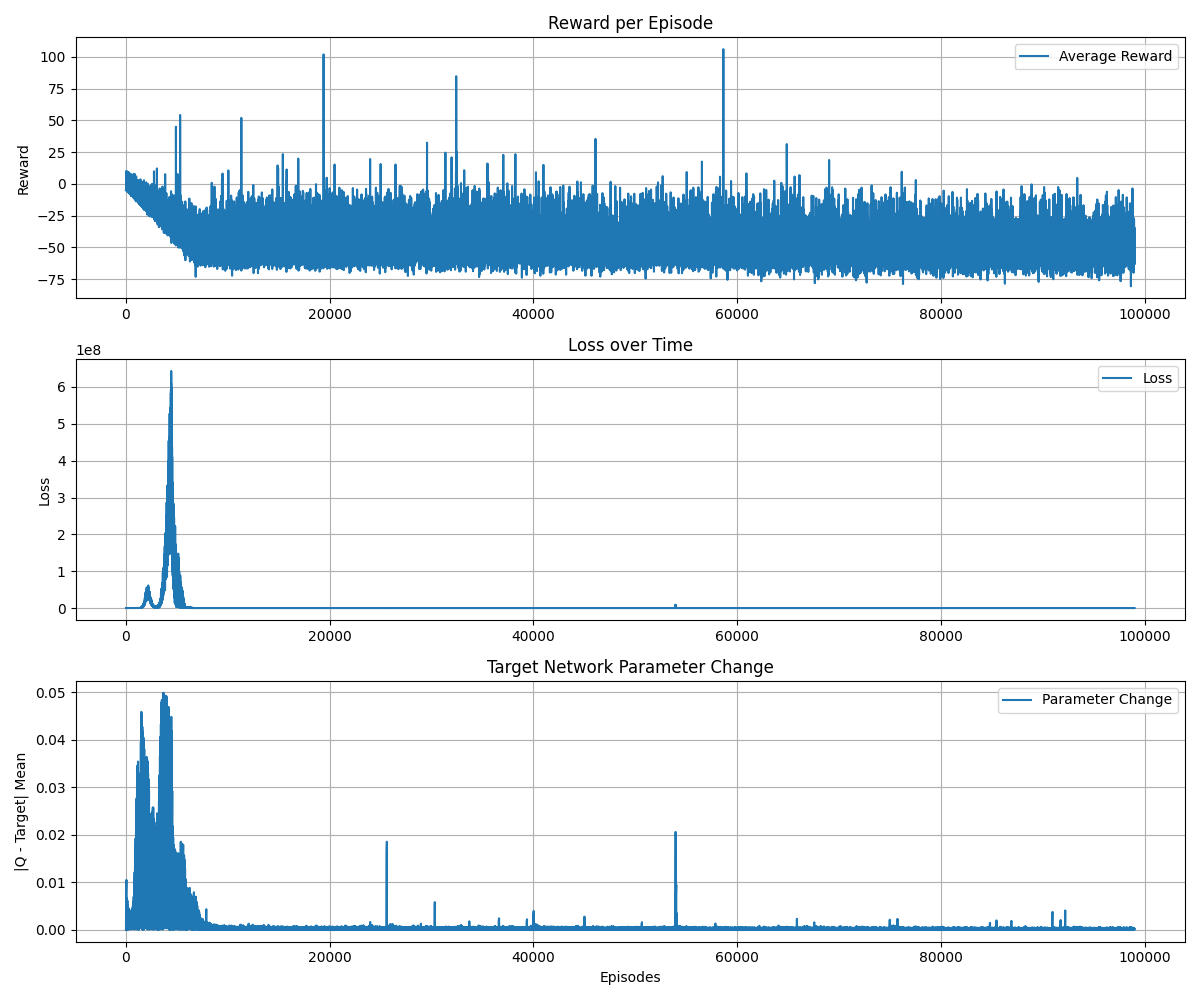 Reward per Episode
Average Reward
Reward
100
75
50
25
0
−25
−50
−75
0 20000 40000 60000 80000 100000
Loss over Time
1e8
Loss
Loss
6
5
4
3
2
1
0
0 20000 40000 60000 80000 100000
Target Network Parameter Change
Parameter Change
|Q - Target| Mean
0.05
0.04
0.03
0.02
0.01
0.00
0 20000 40000 60000 80000 100000
Episodes